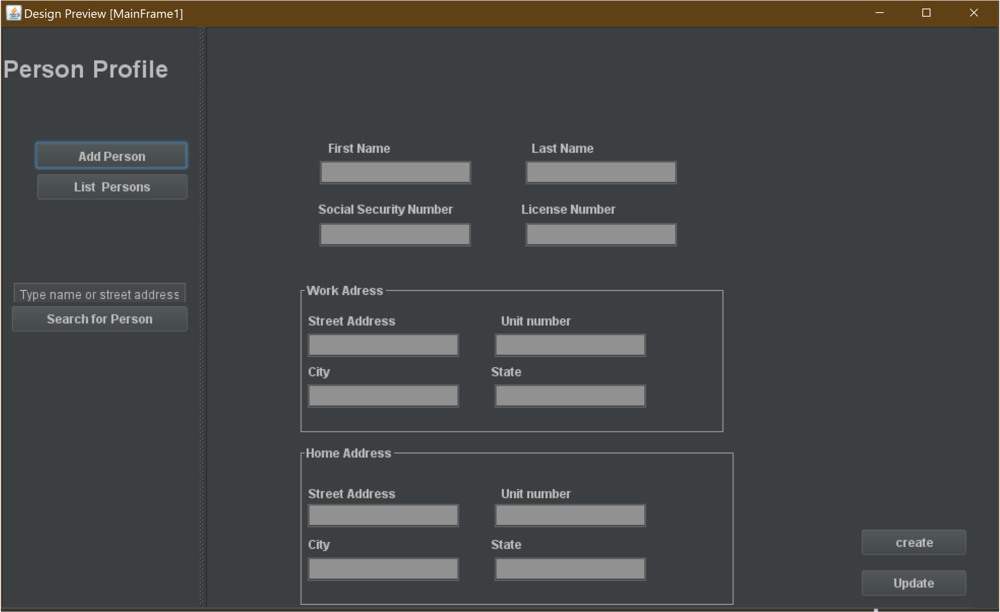 Design Preview [MainFrame1]
Person Profile
Add Person
List  Persons
Type name or street address
Search for Person
First Name
Last Name
Social Security Number
License Number
Work Adress
Street Address
Unit number
City
State
Home Address
Street Address
Unit number
City
State
create
Update